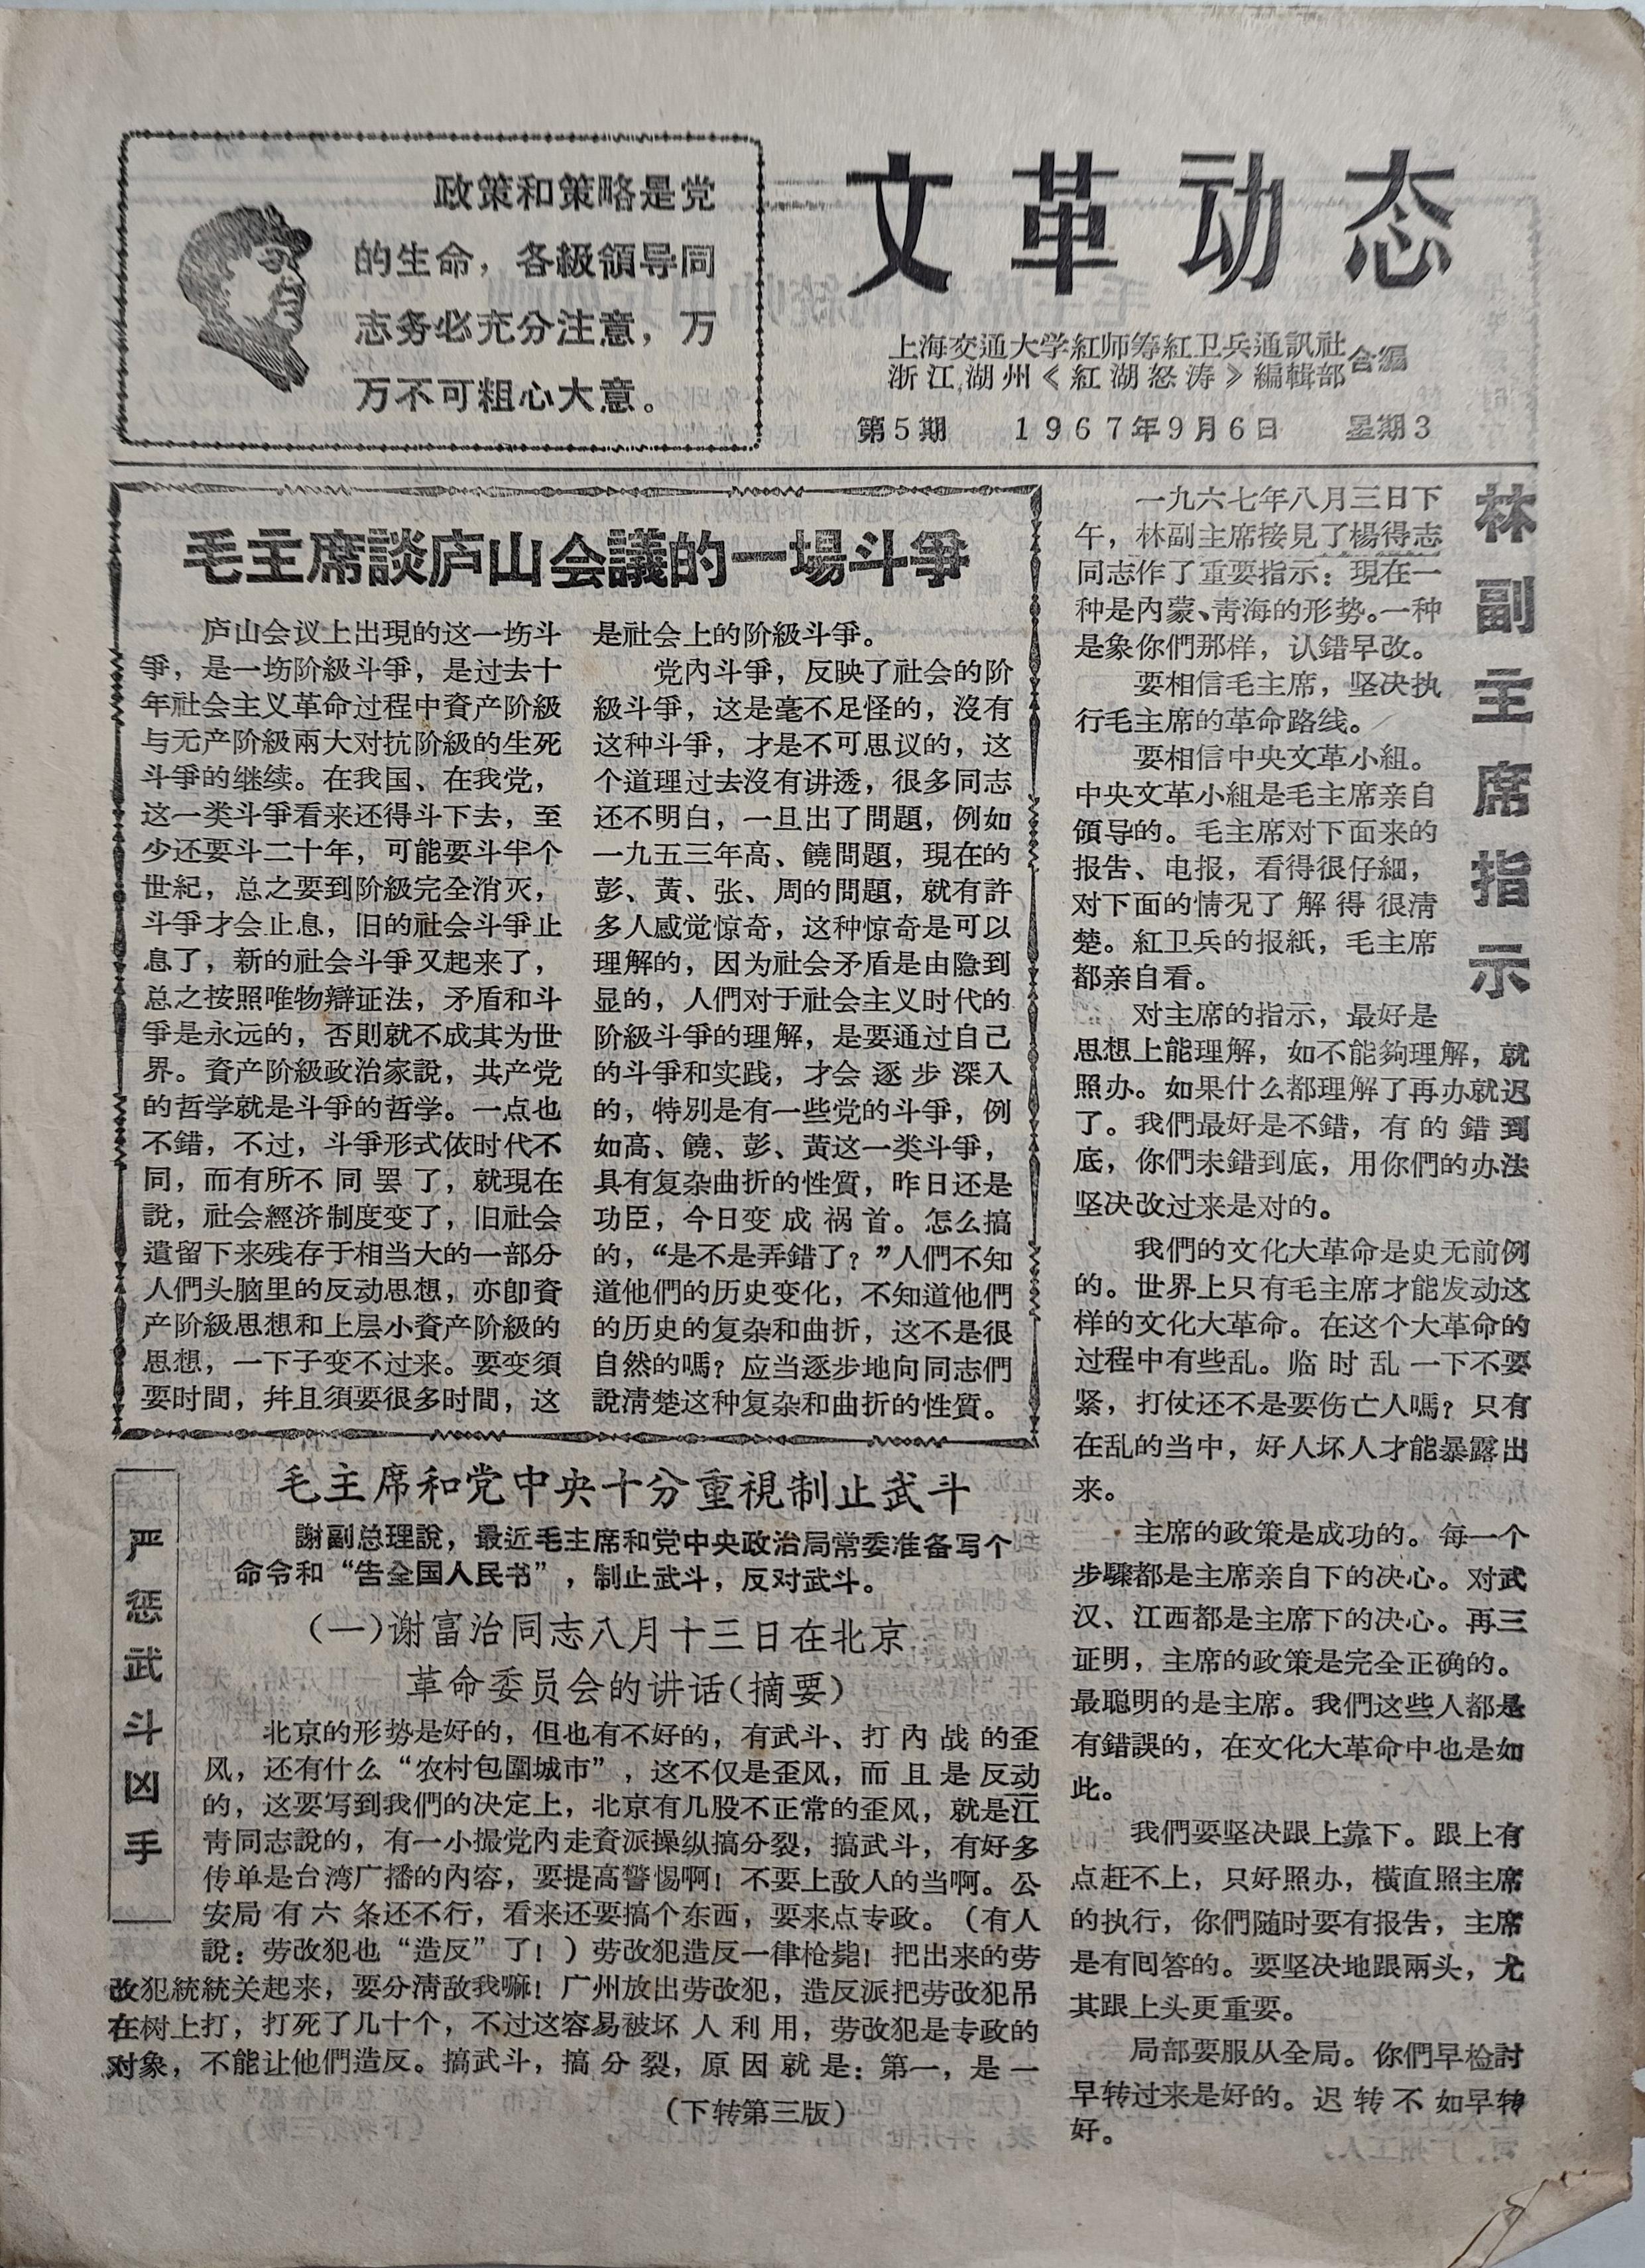 政策和策略是党
的生命，各級領导同
志务必充分注意，万
万不可粗心大意。
文革动态
上海交通大学紅师筹紅卫兵通訊社
浙江湖州《紅湖怒涛》編輯部
合編
第5期 1967年9月6日 星期3
毛主席談庐山会議的一場斗爭
庐山会议上出現的这一坊斗
爭，是一坊阶級斗爭，是过去十
年社会主义革命过程中資产阶級
与无产阶級兩大对抗阶級的生死
斗爭的继续。在我国、在我党，
这一类斗爭看来还得斗下去，至
少还要斗二十年，可能要斗半个
世紀，总之要到阶級完全消灭，
斗爭才会止息，旧的社会斗爭止
息了，新的社会斗爭又起来了，
总之按照唯物辯证法，矛盾和斗
爭是永远的，否則就不成其为世
界。資产阶級政治家說，共产党
的哲学就是斗爭的哲学。一点也
不錯，不过，斗爭形式依时代不
同，而有所不同罢了，就現在
說，社会經济制度变了，旧社会
遺留下来残存于相当大的一部分
人們头脑里的反动思想，亦卽資
产阶級思想和上层小資产阶級的
思想，一下子变不过来。要变須
要时間，幷且須要很多时間，这
是社会上的阶級斗爭。
党內斗爭，反映了社会的阶
級斗爭，这是毫不足怪的，沒有
这种斗爭，才是不可思议的，这
个道理过去沒有讲透，很多同志
还不明白，一旦出了問題，例如
一九五三年高、饒問題，現在的
彭、黄、张、周的問題，就有許
多人感觉惊奇，这种惊奇是可以
理解的，因为社会矛盾是由隐到
显的，人們对于社会主义时代的
阶級斗爭的理解，是要通过自己
的斗爭和实践，才会逐步深入
的，特別是有一些党的斗爭，例
如高、饒、彭、黃这一类斗爭，
具有复杂曲折的性質，昨日还是
功臣，今日变成祸首。怎么搞
的，“是不是弄錯了？”人們不知
道他們的历史变化，不知道他們
的历史的复杂和曲折，这不是很
自然的嗎？应当逐步地向同志們
說淸楚这种复杂和曲折的性質。
林副主席指示
一九六七年八月三日下
午，林副主席接見了楊得志
同志作了重要指示：現在一
种是內蒙、靑海的形势。一种
是象你們那样，认錯早改。
要相信毛主席，坚决执
行毛主席的革命路线。
要相信中央文革小組。
中央文革小組是毛主席亲自
領导的。毛主席对下面来的
报告、电报，看得很仔細，
对下面的情况了解得很淸
楚。紅卫兵的报紙，毛主席
都亲自看。
对主席的指示，最好是
思想上能理解，如不能夠理解，就
照办。如果什么都理解了再办就迟
了。我們最好是不錯，有的錯到
底，你們未錯到底，用你們的办法
坚决改过来是对的。
我們的文化大革命是史无前例
的。世界上只有毛主席才能发动这
样的文化大革命。在这个大革命的
过程中有些乱。临时乱一下不要
紧，打仗还不是要伤亡人嗎？只有
在乱的当中，好人坏人才能暴露出
来。
主席的政策是成功的。每一个
步驟都是主席亲自下的决心。对武
汉、江西都是主席下的决心。再三
证明，主席的政策是完全正确的。
最聪明的是主席。我們这些人都是
有錯誤的，在文化大革命中也是如
此。
我們要坚决跟上靠下。跟上有
点赶不上，只好照办，橫直照主席
的执行，你們随时要有报告，主席
是有囘答的。要坚决地跟兩头，尤
其跟上头更重要。
局部要服从全局。你們早检討
早转过来是好的。迟转不如早转
好。
严惩武斗凶手
毛主席和党中央十分重視制止武斗
謝副总理說，最近毛主席和党中央政治局常委准备写个
命令和“告全国人民书”，制止武斗，反对武斗。
(一)谢富治同志八月十三日在北京
革命委员会的讲话(摘要)
北京的形势是好的，但也有不好的，有武斗、打內战的歪
风，还有什么“农村包圍城市”，这不仅是歪风，而且是反动
的，这要写到我們的决定上，北京有几股不正常的歪风，就是江
靑同志說的，有一小撮党內走資派操纵搞分裂，搞武斗，有好多
传单是台湾广播的內容，要提高警惕啊！不要上敌人的当啊。公
安局有六条还不行，看来还要搞个东西，要来点专政。（有人
說：劳改犯也“造反”了！）劳改犯造反一律枪毙！把出来的劳
改犯統統关起来，要分淸敌我嘛！广州放出劳改犯，造反派把劳改犯吊
在树上打，打死了几十个，不过这容易被坏人利用，劳改犯是专政的
对象，不能让他們造反。搞武斗，搞分裂，原因就是：第一，是一
(下转第三版)